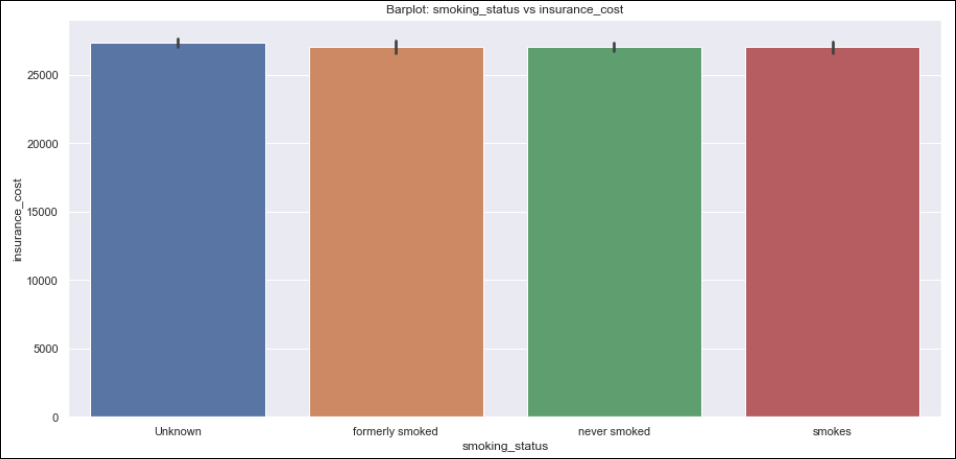 Barplot: smoking_status vs insurance_cost
insurance_cost
25000
20000
15000
10000
5000
0
Unknown
formerly smoked
never smoked
smokes
smoking_status